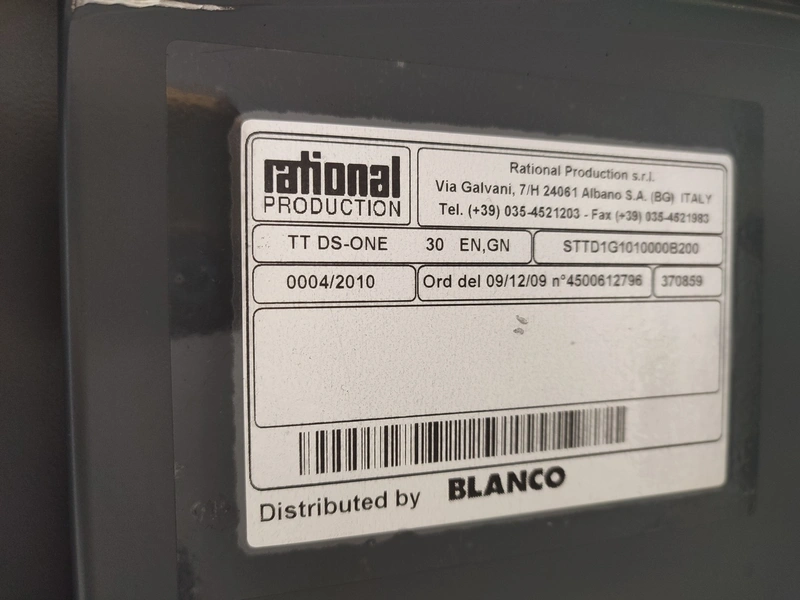 rational
PRODUCTION
Rational Production s.r.l.
Via Galvani, 7/H 24061 Albano S.A. (BG) ITALY
Tel. (+39) 035-4521203 - Fax (+39) 035-4521983
TT DS-ONE 30 EN,GN STTD1G1010000B200
0004/2010 Ord del 09/12/09 n°4500612796 370859
Distributed by BLANCO